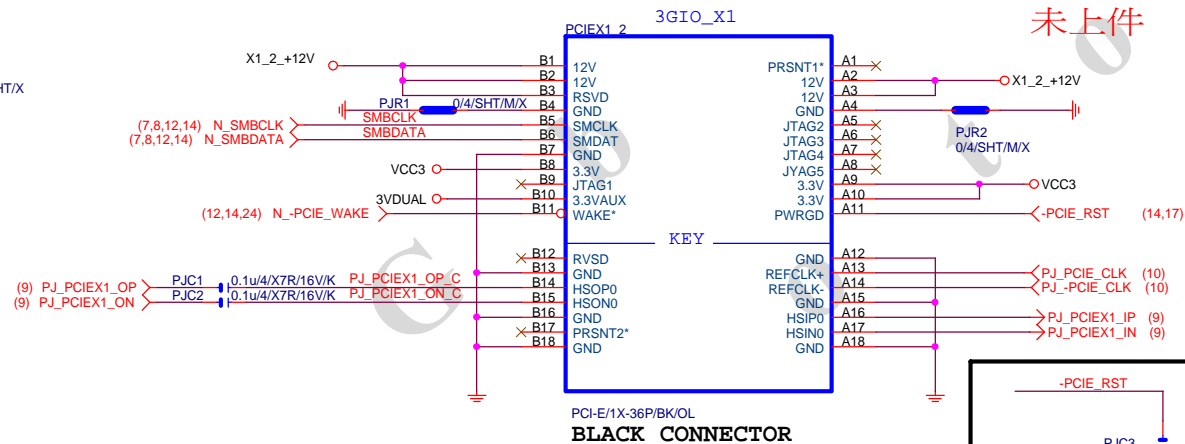 3GIO_X1
未上件
PCIEX1_2
HT/X
X1_2_+12V
B1 12V
B2 12V
B3 RSVD
PJR1 0/4/SHT/M/X
B4 GND
(7,8,12,14) N_SMBCLK SMBCLK B5 SMCLK
(7,8,12,14) N_SMBDATA SMBDATA B6 SMDAT
B7 GND
VCC3 B8 3.3V
B9 JTAG1
3VDUAL B10 3.3VAUX
(12,14,24) N_-PCIE_WAKE B11 WAKE*
PRSNT1* A1
12V A2 X1_2_+12V
12V A3
GND A4
PJR2
0/4/SHT/M/X
JTAG2 A5
JTAG3 A6
JTAG4 A7
JYAG5 A8
3.3V A9 VCC3
3.3V A10
PWRGD A11 -PCIE_RST (14,17)
KEY
B12 RVSD
B13 GND
(9) PJ_PCIEX1_OP PJC1 0.1u/4/X7R/16V/K PJ_PCIEX1_OP_C B14 HSOP0
(9) PJ_PCIEX1_ON PJC2 0.1u/4/X7R/16V/K PJ_PCIEX1_ON_C B15 HSON0
B16 GND
B17 PRSNT2*
B18 GND
GND A12
REFCLK+ A13 PJ_PCIE_CLK (10)
REFCLK- A14 PJ_-PCIE_CLK (10)
GND A15
HSIP0 A16 PJ_PCIEX1_IP (9)
HSIN0 A17 PJ_PCIEX1_IN (9)
GND A18
PCI-E/1X-36P/BK/OL
BLACK CONNECTOR
-PCIE_RST
PJC3